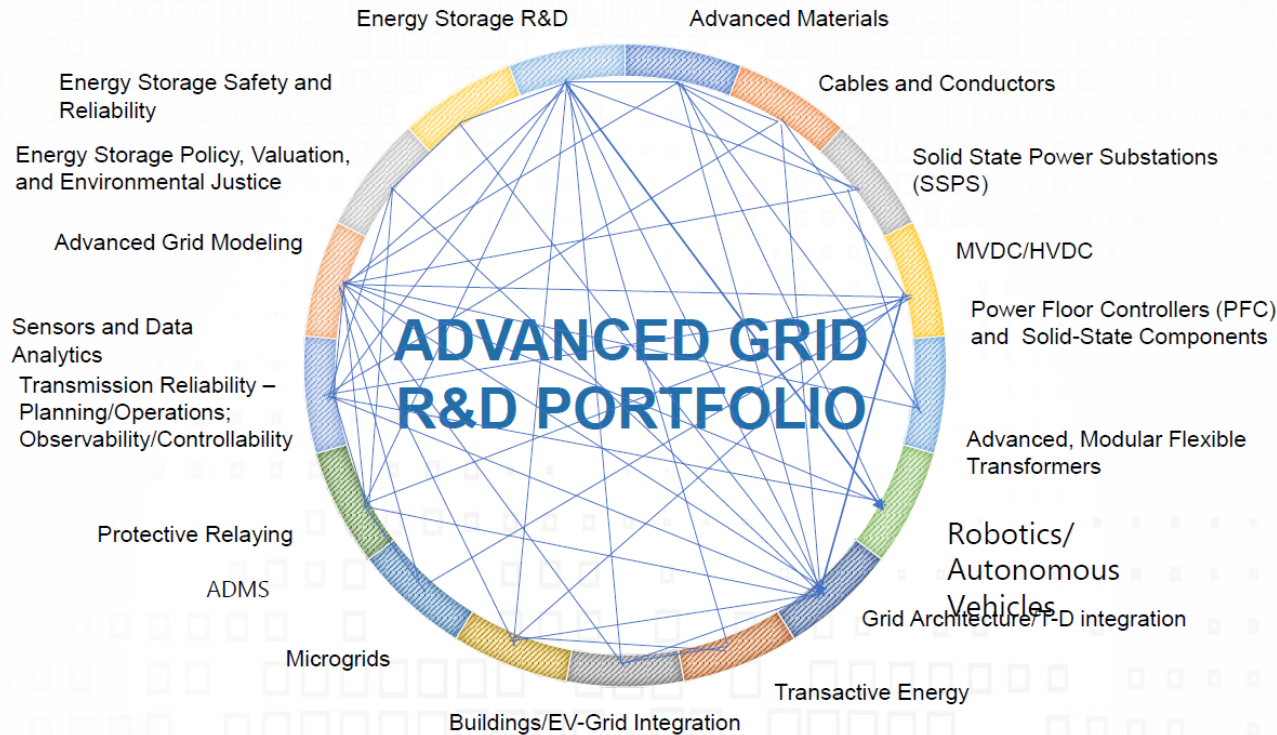 Energy Storage R&D
Advanced Materials
Energy Storage Safety and
Reliability
Cables and Conductors
Energy Storage Policy, Valuation,
and Environmental Justice
Solid State Power Substations
(SSPS)
Advanced Grid Modeling
MVDC/HVDC
Power Floor Controllers (PFC)
and Solid-State Components
Sensors and Data
Analytics
ADVANCED GRID
R&D PORTFOLIO
Transmission Reliability –
Planning/Operations;
Observability/Controllability
Advanced, Modular Flexible
Transformers
Protective Relaying
Robotics/
Autonomous
Vehicles
ADMS
Grid Architecture/T-D integration
Microgrids
Transactive Energy
Buildings/EV-Grid Integration